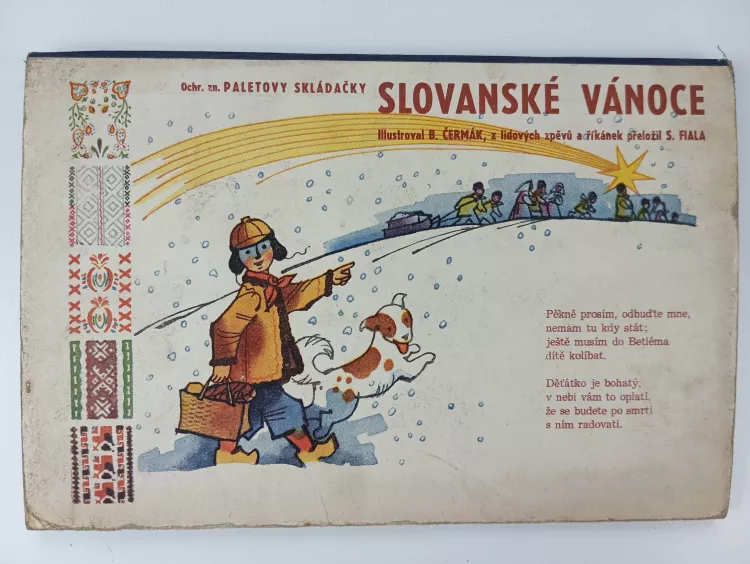 Ochr. zn. PALETOVY SKLÁDAČKY
SLOVANSKÉ VÁNOCE
Illustroval B. ČERMÁK, z lidových zpěvů a říkánek přeložil S. FIALA
Pěkně prosím, odbuďte mne,
nemám tu kdy stát;
ještě musím do Betléma
dítě kolíbat.
Děťátko je bohatý,
v nebi vám to oplatí,
že se budete po smrti
s ním radovati.